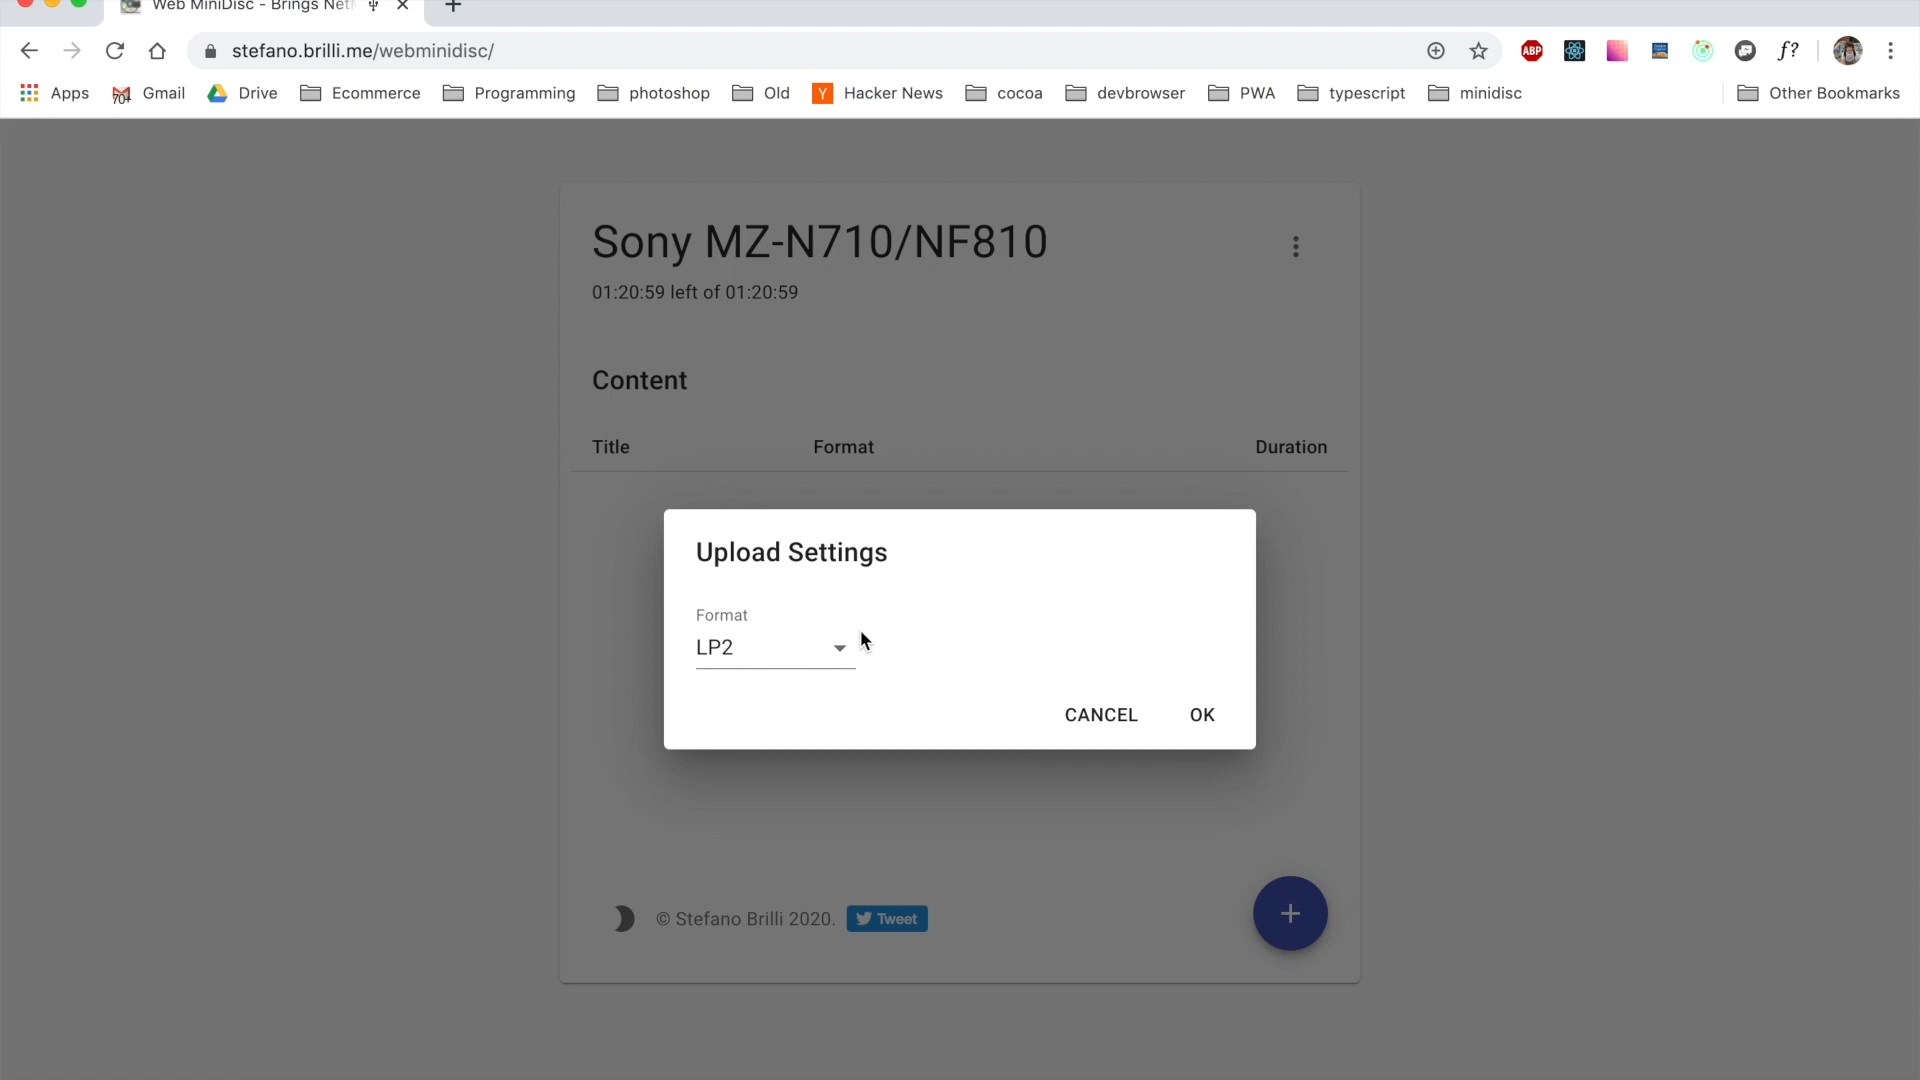 Web MiniDisc - Brings Net
stefano.brilli.me/webminidisc/
ABP
f?
Apps
704
Gmail
Drive
Ecommerce
Programming
photoshop
Old
Y
Hacker News
cocoa
devbrowser
PWA
typescript
minidisc
Other Bookmarks
Sony MZ-N710/NF810
01:20:59 left of 01:20:59
Content
Title Format Duration
Upload Settings
Format
LP2
CANCEL OK
© Stefano Brilli 2020.
Tweet